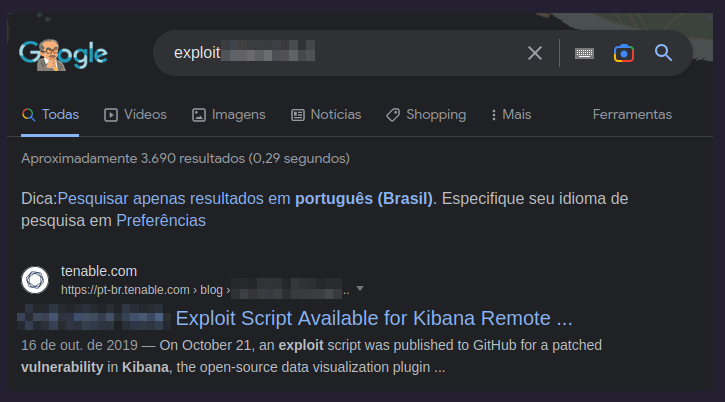 Google
exploit
Todas Vídeos Imagens Notícias Shopping Mais Ferramentas
Aproximadamente 3.690 resultados (0,29 segundos)
Dica:Pesquisar apenas resultados em português (Brasil). Especifique seu idioma de
pesquisa em Preferências
tenable.com
https://pt-br.tenable.com › blog › ..
Exploit Script Available for Kibana Remote ...
16 de out. de 2019 — On October 21, an exploit script was published to GitHub for a patched
vulnerability in Kibana, the open-source data visualization plugin ...